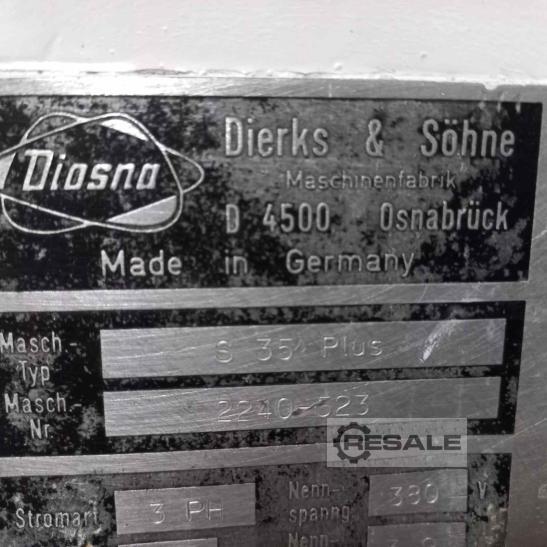 Diosna
Dierks & Söhne
Maschinenfabrik
D 4500 Osnabrück
Made in Germany
Masch.-
Typ
S 35 Plus
Masch.-
Nr.
2240-323
RESALE
Stromart
3 PH
Nenn-
spanng.
380
V
Nenn-